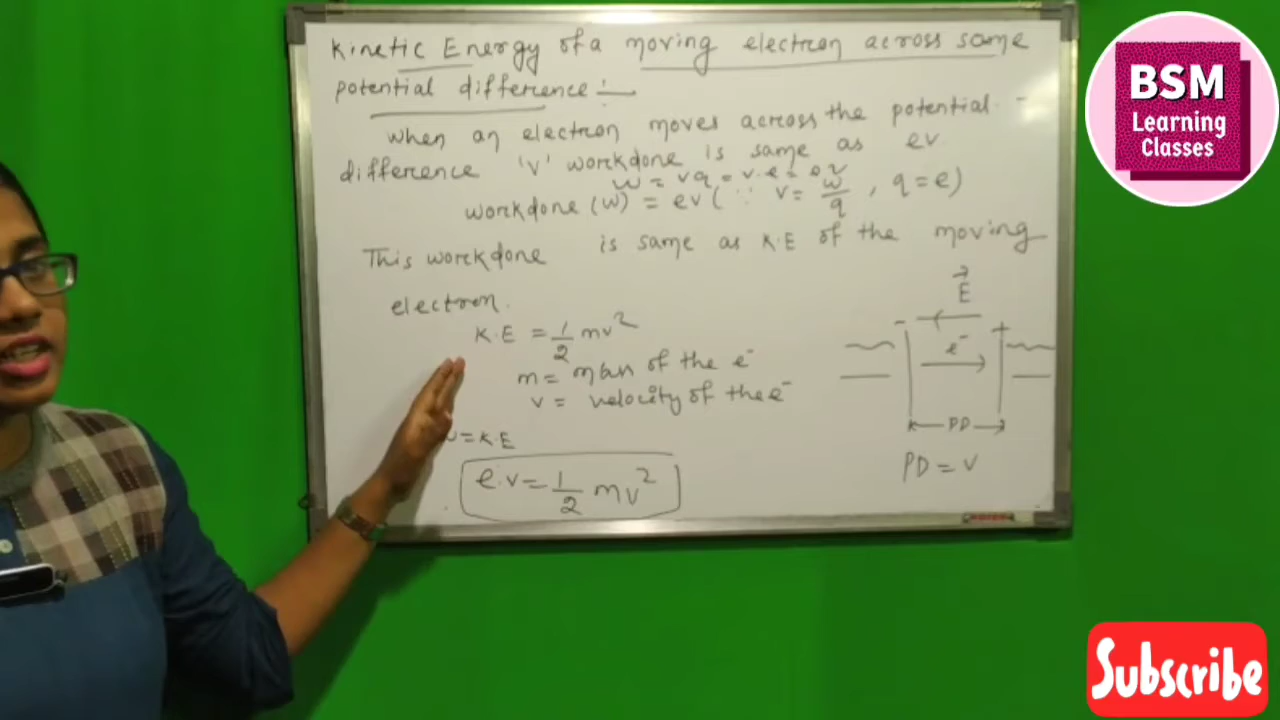 Kinetic Energy of a moving electron across same
potential difference :-
when an electron moves across the potential -
difference 'V' workdone is same as eV
W = Vq = V.e = eV
workdone (W) = eV ( ∵ V = W/q , q = e)
This workdone is same as K.E of the moving
electron.
K.E = 1/2 mv²
m = mass of the e⁻
v = velocity of the e⁻
= K.E
e.V = 1/2 mv²
E⃗
- +
e⁻
PD
PD = V
BSM
Learning
Classes
Subscribe